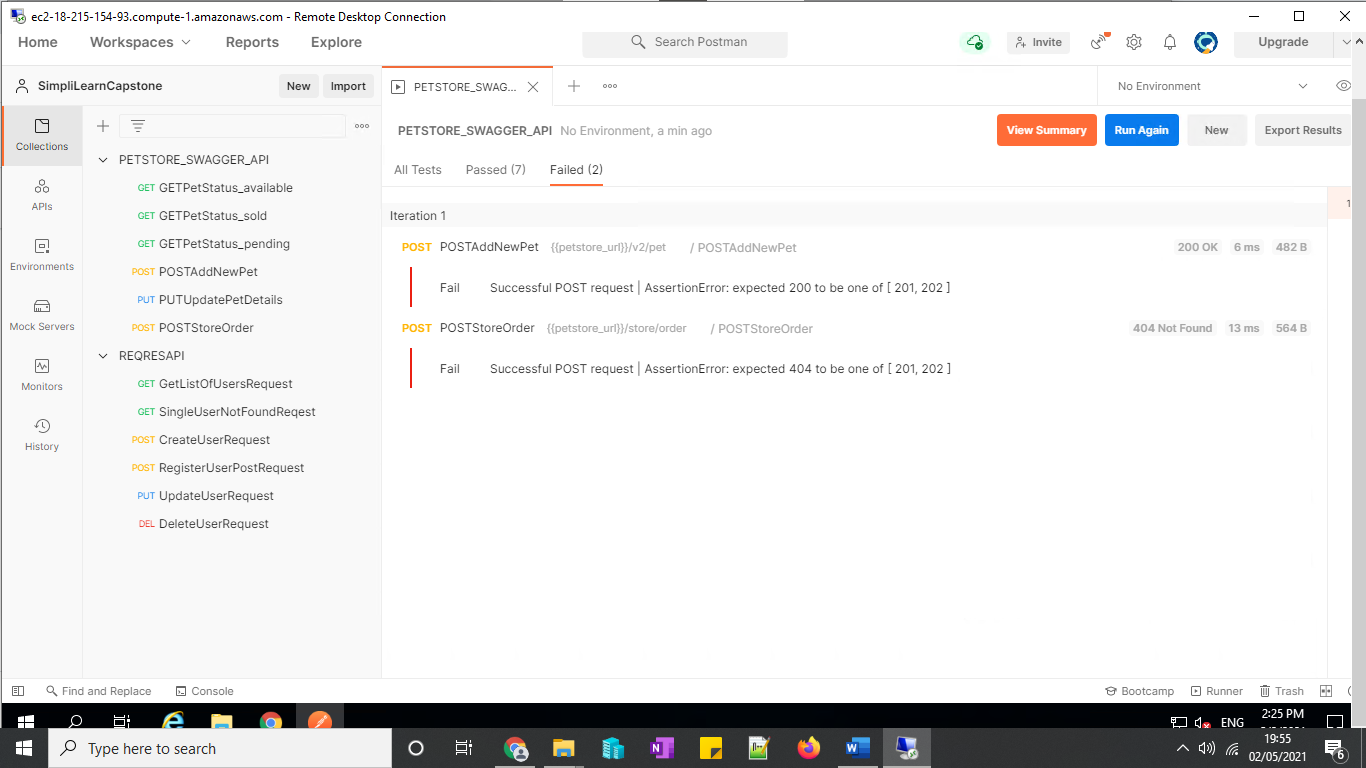 ec2-18-215-154-93.compute-1.amazonaws.com - Remote Desktop Connection
Home Workspaces Reports Explore Search Postman Invite Upgrade
SimpliLearnCapstone New Import PETSTORE_SWAG... No Environment
Collections
APIs
Environments
Mock Servers
Monitors
History
PETSTORE_SWAGGER_API
GET GETPetStatus_available
GET GETPetStatus_sold
GET GETPetStatus_pending
POST POSTAddNewPet
PUT PUTUpdatePetDetails
POST POSTStoreOrder
REQRESAPI
GET GetListOfUsersRequest
GET SingleUserNotFoundReqest
POST CreateUserRequest
POST RegisterUserPostRequest
PUT UpdateUserRequest
DEL DeleteUserRequest
PETSTORE_SWAGGER_API No Environment, a min ago View Summary Run Again New Export Results
All Tests Passed (7) Failed (2)
1
Iteration 1
POST POSTAddNewPet {{petstore_url}}/v2/pet / POSTAddNewPet 200 OK 6 ms 482 B
Fail Successful POST request | AssertionError: expected 200 to be one of [ 201, 202 ]
POST POSTStoreOrder {{petstore_url}}/store/order / POSTStoreOrder 404 Not Found 13 ms 564 B
Fail Successful POST request | AssertionError: expected 404 to be one of [ 201, 202 ]
Find and Replace Console Bootcamp Runner Trash
ENG 2:25 PM
Type here to search 19:55
02/05/2021 6